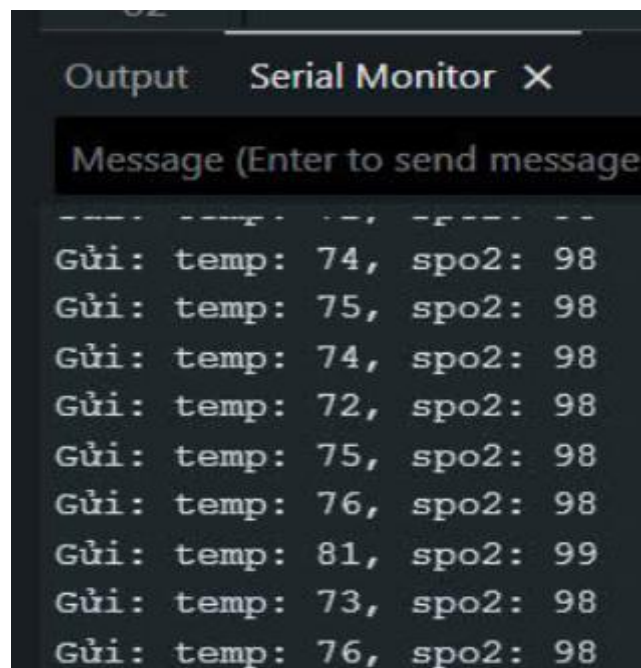 Output Serial Monitor X
Message (Enter to send message
Gửi: temp: 74, spo2: 98
Gửi: temp: 75, spo2: 98
Gửi: temp: 74, spo2: 98
Gửi: temp: 72, spo2: 98
Gửi: temp: 75, spo2: 98
Gửi: temp: 76, spo2: 98
Gửi: temp: 81, spo2: 99
Gửi: temp: 73, spo2: 98
Gửi: temp: 76, spo2: 98